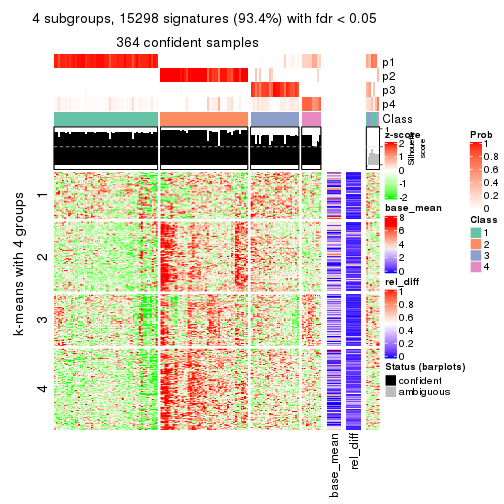 4 subgroups, 15298 signatures (93.4%) with fdr < 0.05
364 confident samples
p1
p2
p3
p4
Class
1
Silhouette
score
k-means with 4 groups
1
2
3
4
base_mean
rel_diff
z-score
2
1
0
-1
-2
base_mean
8
6
4
2
0
rel_diff
1
0.8
0.6
0.4
0.2
0
Status (barplots)
confident
ambiguous
Prob
1
0.8
0.6
0.4
0.2
0
Class
1
2
3
4